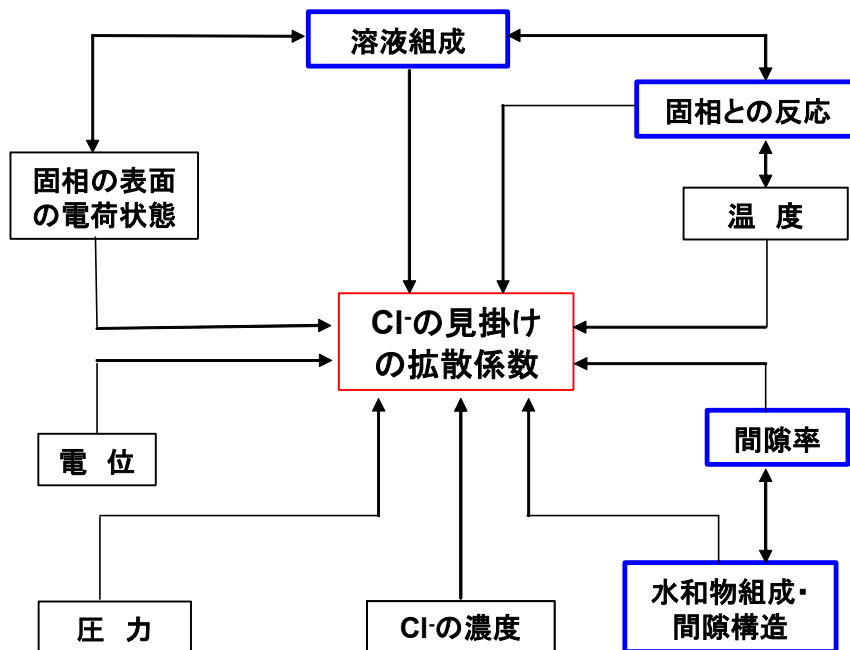 溶液組成
固相との反応
固相の表面
の電荷状態
温 度
Cl⁻の見掛け
の拡散係数
間隙率
電 位
水和物組成・
間隙構造
圧 力
Cl⁻の濃度